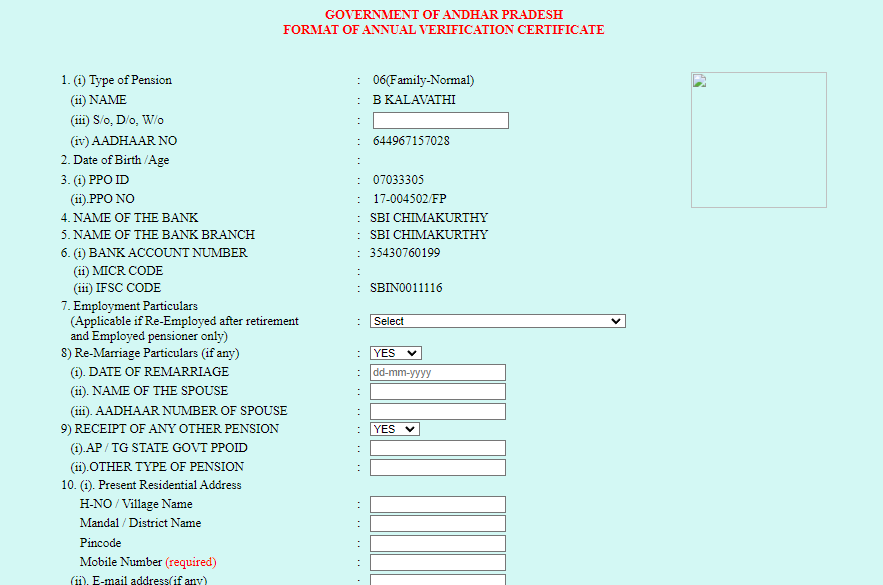 GOVERNMENT OF ANDHAR PRADESH
FORMAT OF ANNUAL VERIFICATION CERTIFICATE
1. (i) Type of Pension : 06(Family-Normal)
(ii) NAME : B KALAVATHI
(iii) S/o, D/o, W/o :
(iv) AADHAAR NO : 644967157028
2. Date of Birth /Age :
3. (i) PPO ID : 07033305
(ii).PPO NO : 17-004502/FP
4. NAME OF THE BANK : SBI CHIMAKURTHY
5. NAME OF THE BANK BRANCH : SBI CHIMAKURTHY
6. (i) BANK ACCOUNT NUMBER : 35430760199
(ii) MICR CODE :
(iii) IFSC CODE : SBIN0011116
7. Employment Particulars
(Applicable if Re-Employed after retirement : Select
and Employed pensioner only)
8) Re-Marriage Particulars (if any) : YES
(i). DATE OF REMARRIAGE : dd-mm-yyyy
(ii). NAME OF THE SPOUSE :
(iii). AADHAAR NUMBER OF SPOUSE :
9) RECEIPT OF ANY OTHER PENSION : YES
(i).AP / TG STATE GOVT PPOID :
(ii).OTHER TYPE OF PENSION :
10. (i). Present Residential Address
H-NO / Village Name :
Mandal / District Name :
Pincode :
Mobile Number (required) :
(ii). E-mail address(if any) :